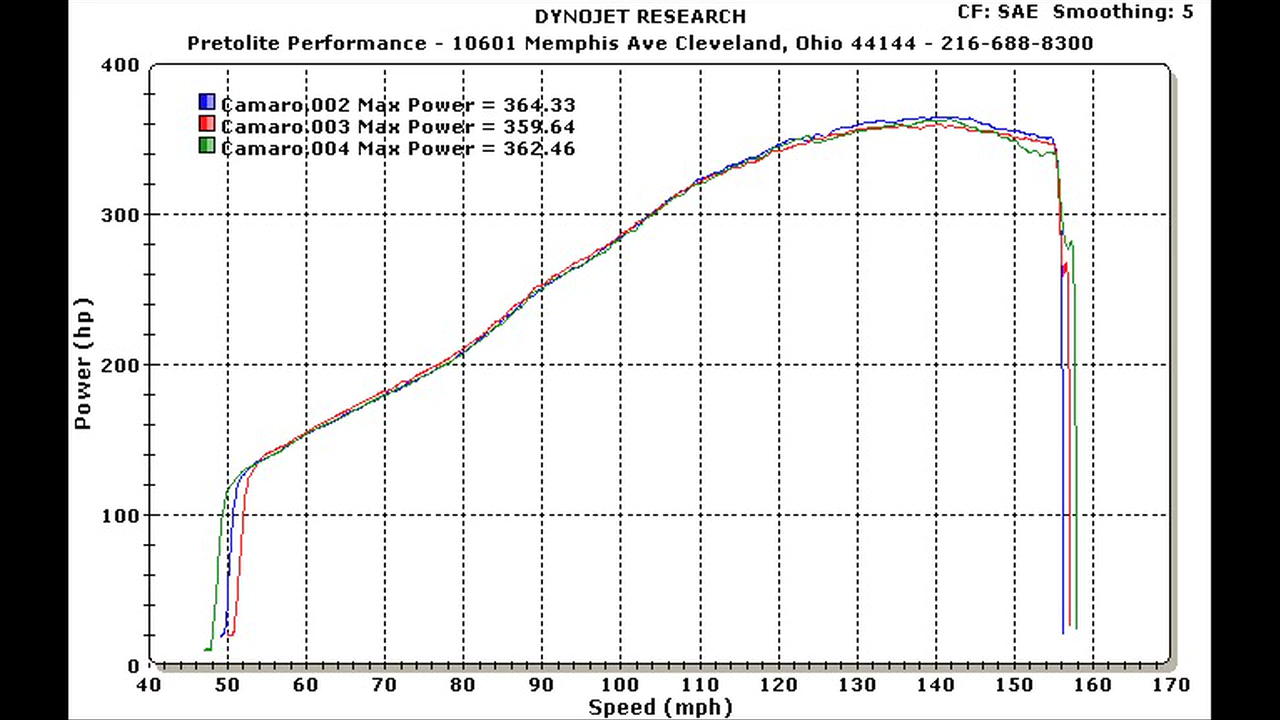 DYNOJET RESEARCH
CF: SAE Smoothing: 5
Pretolite Performance - 10601 Memphis Ave Cleveland, Ohio 44144 - 216-688-8300
Camaro.002 Max Power = 364.33
Camaro.003 Max Power = 359.64
Camaro.004 Max Power = 362.46
400
300
200
100
0
Power (hp)
40 50 60 70 80 90 100 110 120 130 140 150 160 170
Speed (mph)